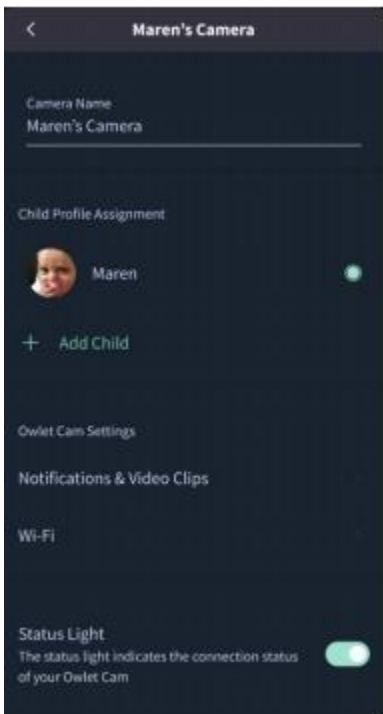 Maren's Camera
Camera Name
Maren's Camera
Child Profile Assignment
Maren
+ Add Child
Owlet Cam Settings
Notifications & Video Clips
Wi-Fi
Status Light
The status light indicates the connection status
of your Owlet Cam